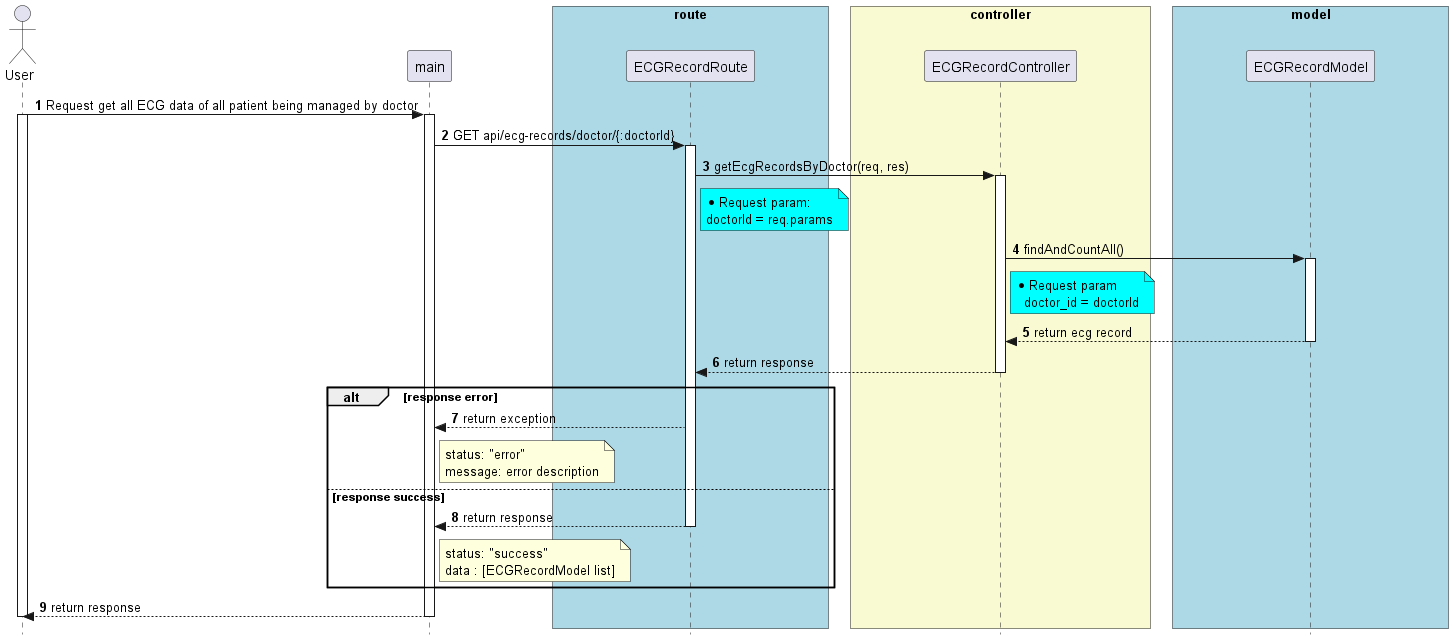 route
controller
model
User
main
ECGRecordRoute
ECGRecordController
ECGRecordModel
1 Request get all ECG data of all patient being managed by doctor
2 GET api/ecg-records/doctor/{:doctorId}
3 getEcgRecordsByDoctor(req, res)
• Request param:
doctorId = req.params
4 findAndCountAll()
• Request param
doctor_id = doctorId
5 return ecg record
6 return response
alt [response error]
7 return exception
status: "error"
message: error description
[response success]
8 return response
status: "success"
data : [ECGRecordModel list]
9 return response